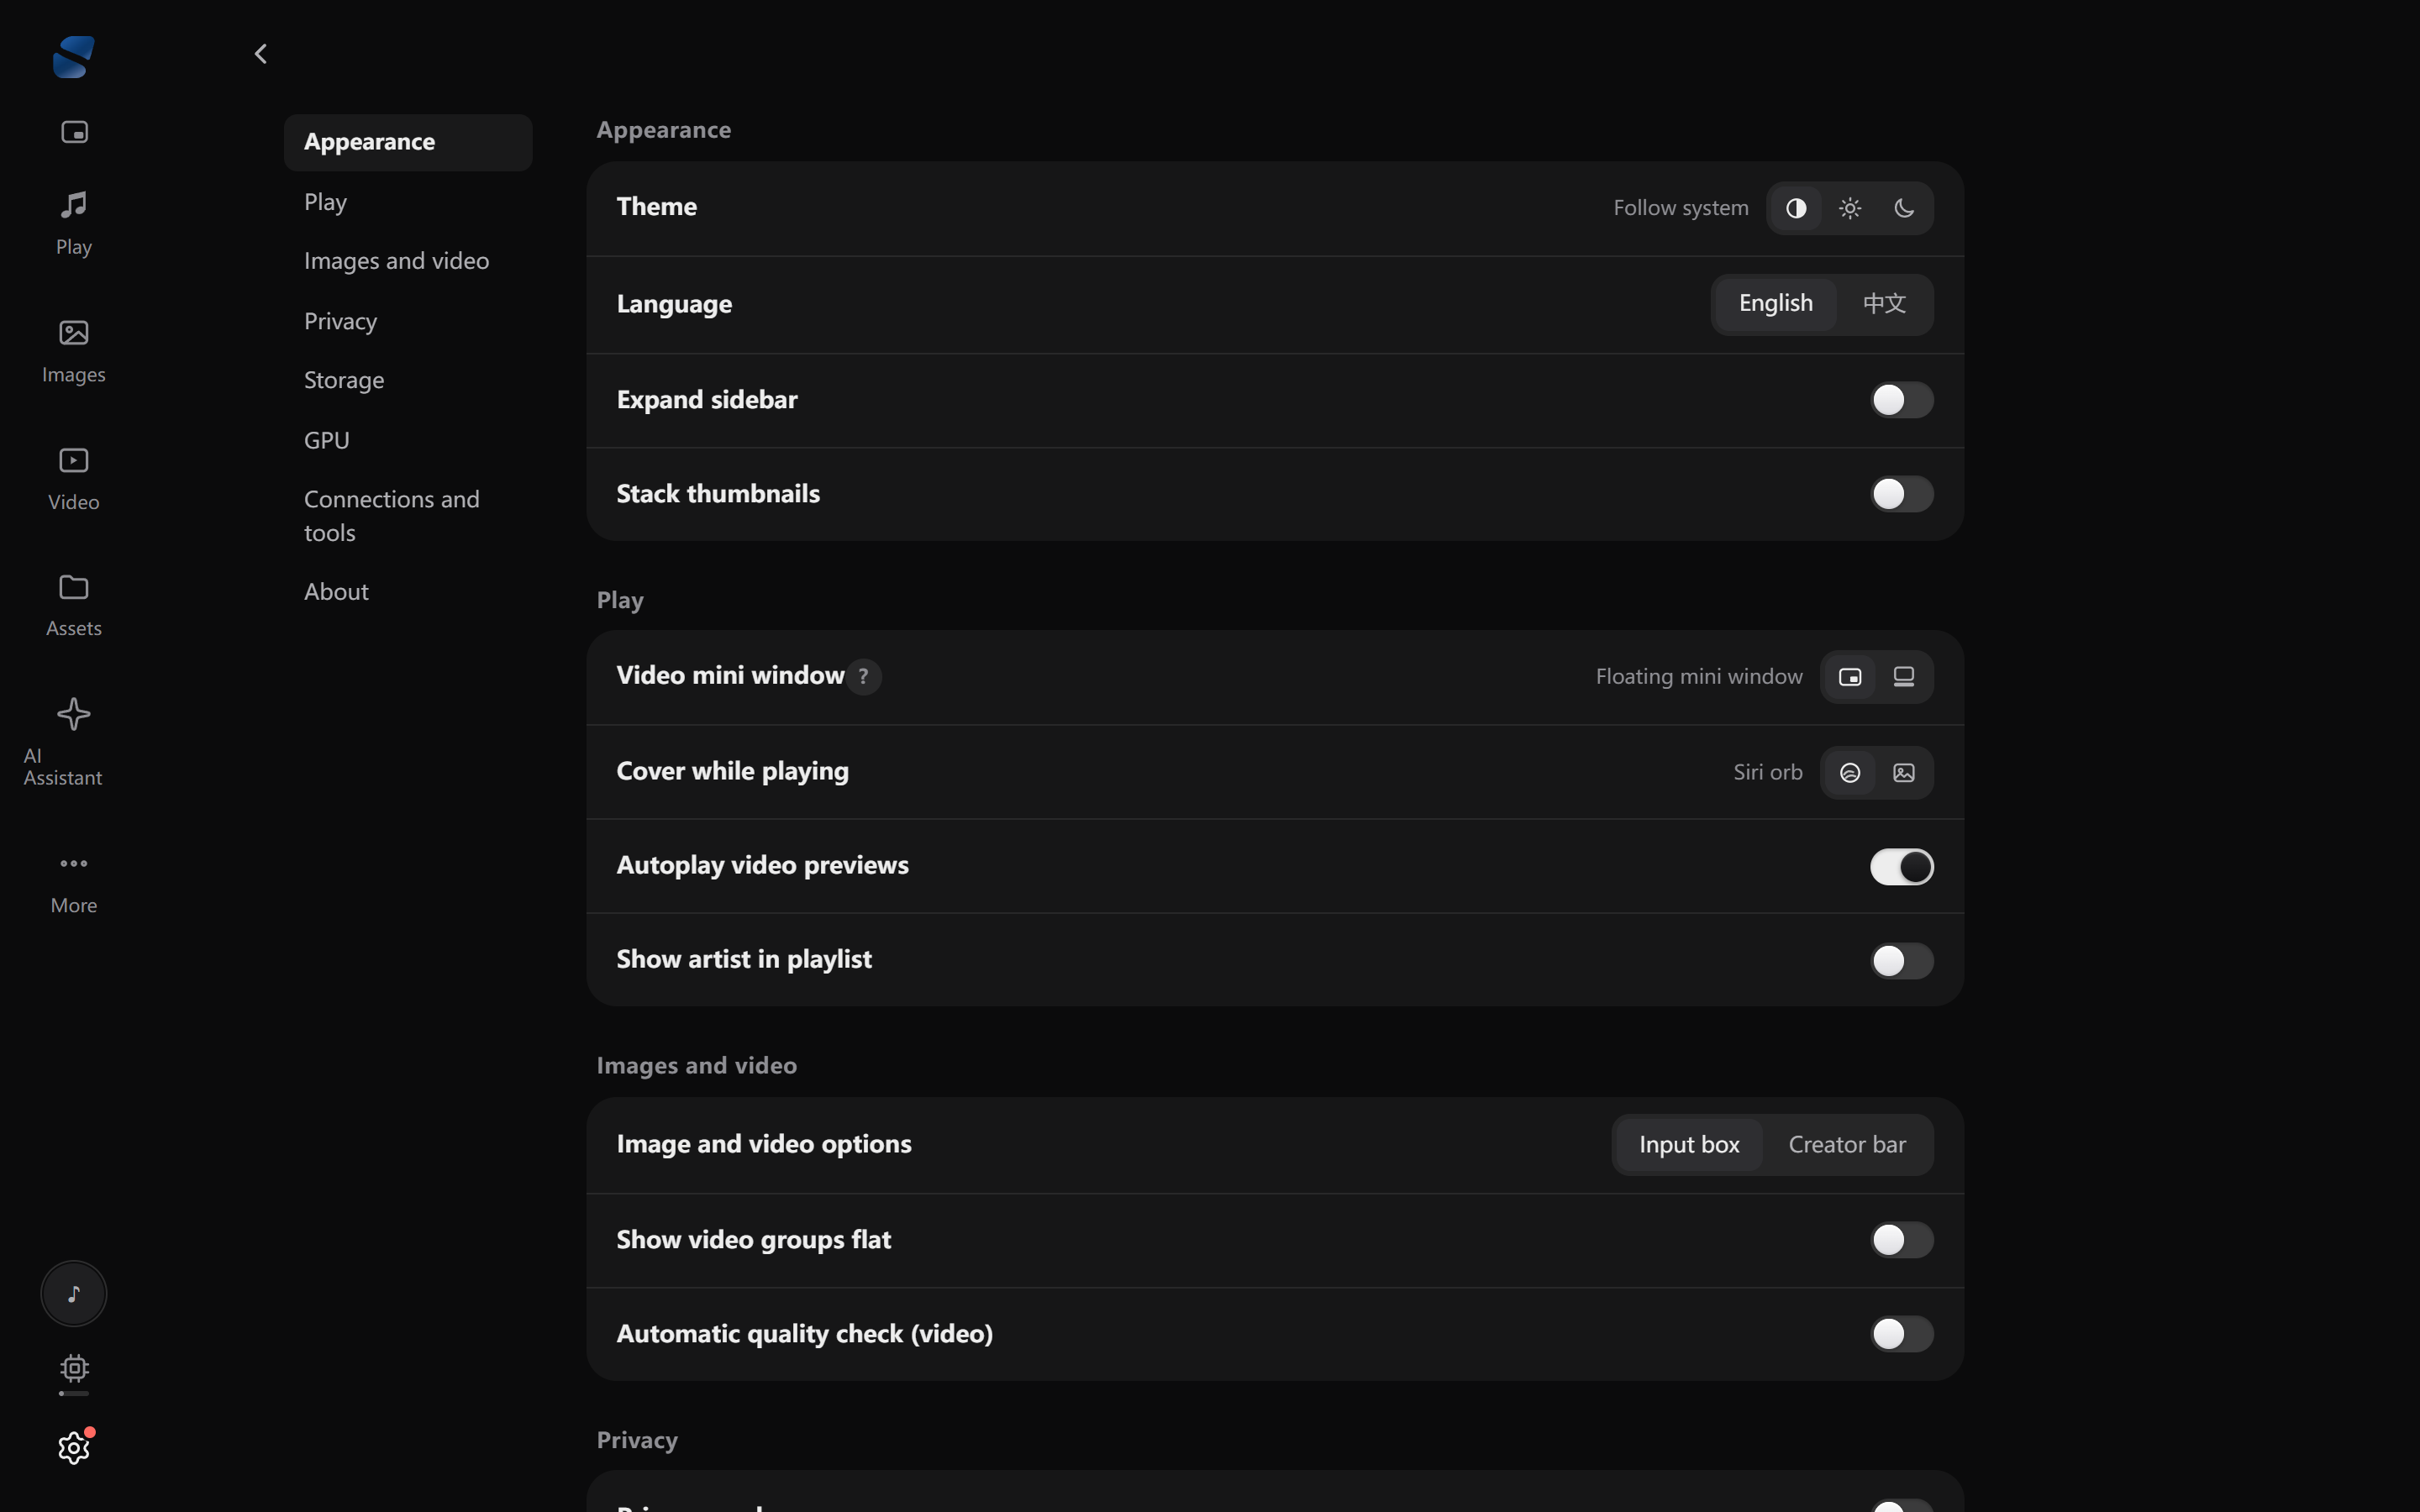 Play
Images
Video
Assets
AI
Assistant
More
Appearance
Play
Images and video
Privacy
Storage
GPU
Connections and
tools
About
Appearance
Theme
Follow system
Language
English
中文
Expand sidebar
Stack thumbnails
Play
Video mini window ?
Floating mini window
Cover while playing
Siri orb
Autoplay video previews
Show artist in playlist
Images and video
Image and video options
Input box
Creator bar
Show video groups flat
Automatic quality check (video)
Privacy